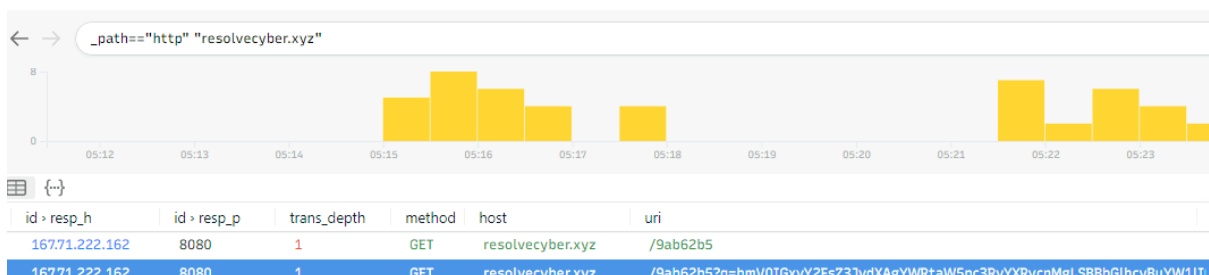 _path=="http" "resolvecyber.xyz"
8
0
05:12 05:13 05:14 05:15 05:16 05:17 05:18 05:19 05:20 05:21 05:22 05:23
id › resp_h id › resp_p trans_depth method host uri
167.71.222.162 8080 1 GET resolvecyber.xyz /9ab62b5
167.71.222.162 8080 1 GET resolvecyber.xyz